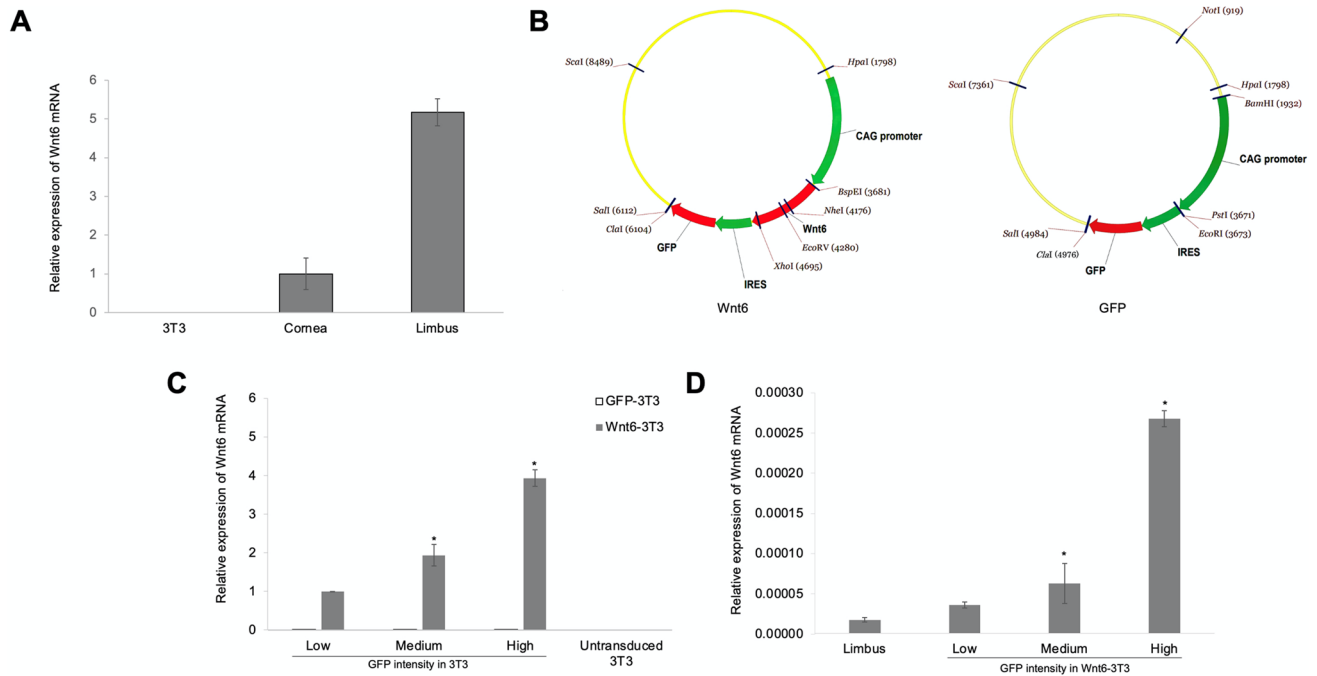 A
Relative expression of Wnt6 mRNA
6
5
4
3
2
1
0
3T3
Cornea
Limbus
B
ScaI (8489)
HpaI (1798)
CAG promoter
BspEI (3681)
NheI (4176)
Wnt6
EcoRV (4280)
XhoI (4695)
IRES
GFP
SalI (6112)
ClaI (6104)
Wnt6
NotI (919)
ScaI (7361)
HpaI (1798)
BamHI (1932)
CAG promoter
PstI (3671)
EcoRI (3673)
IRES
GFP
SalI (4984)
ClaI (4976)
GFP
C
Relative expression of Wnt6 mRNA
6
5
4
3
2
1
0
GFP-3T3
Wnt6-3T3
*
*
Low
Medium
High
Untransduced
3T3
GFP intensity in 3T3
D
Relative expression of Wnt6 mRNA
0.00030
0.00025
0.00020
0.00015
0.00010
0.00005
0.00000
*
*
Limbus
Low
Medium
High
GFP intensity in Wnt6-3T3